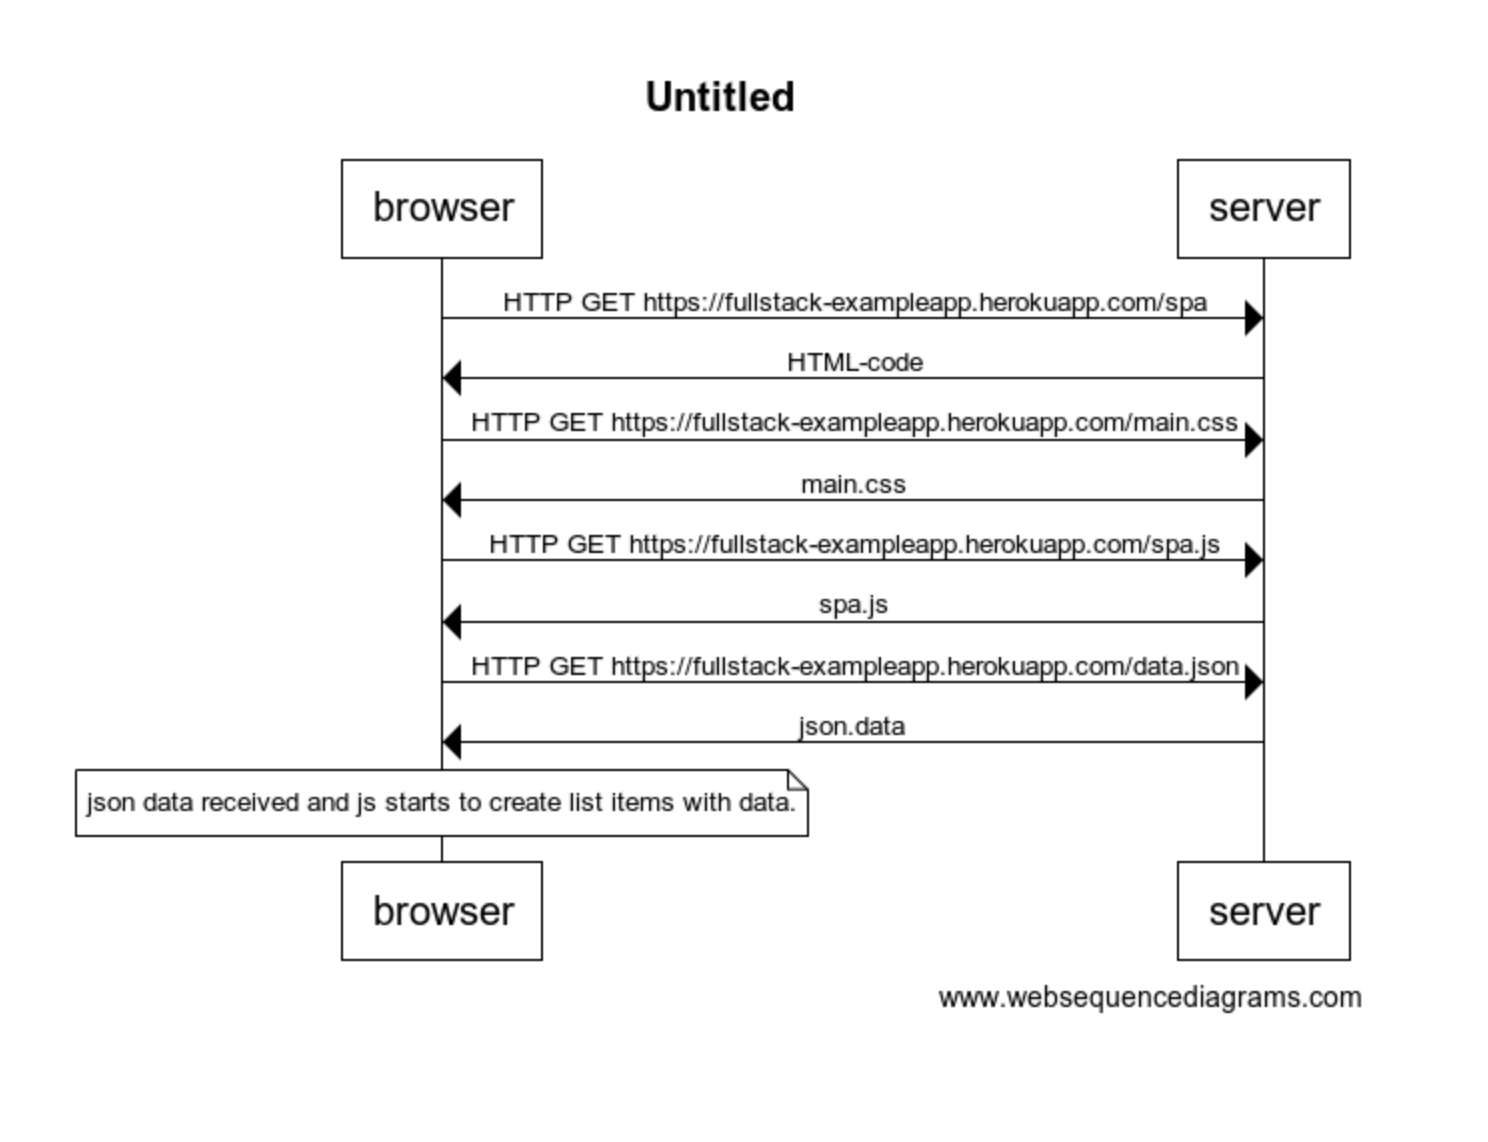 Untitled
browser
server
HTTP GET https://fullstack-exampleapp.herokuapp.com/spa
HTML-code
HTTP GET https://fullstack-exampleapp.herokuapp.com/main.css
main.css
HTTP GET https://fullstack-exampleapp.herokuapp.com/spa.js
spa.js
HTTP GET https://fullstack-exampleapp.herokuapp.com/data.json
json.data
json data received and js starts to create list items with data.
browser
server
www.websequencediagrams.com